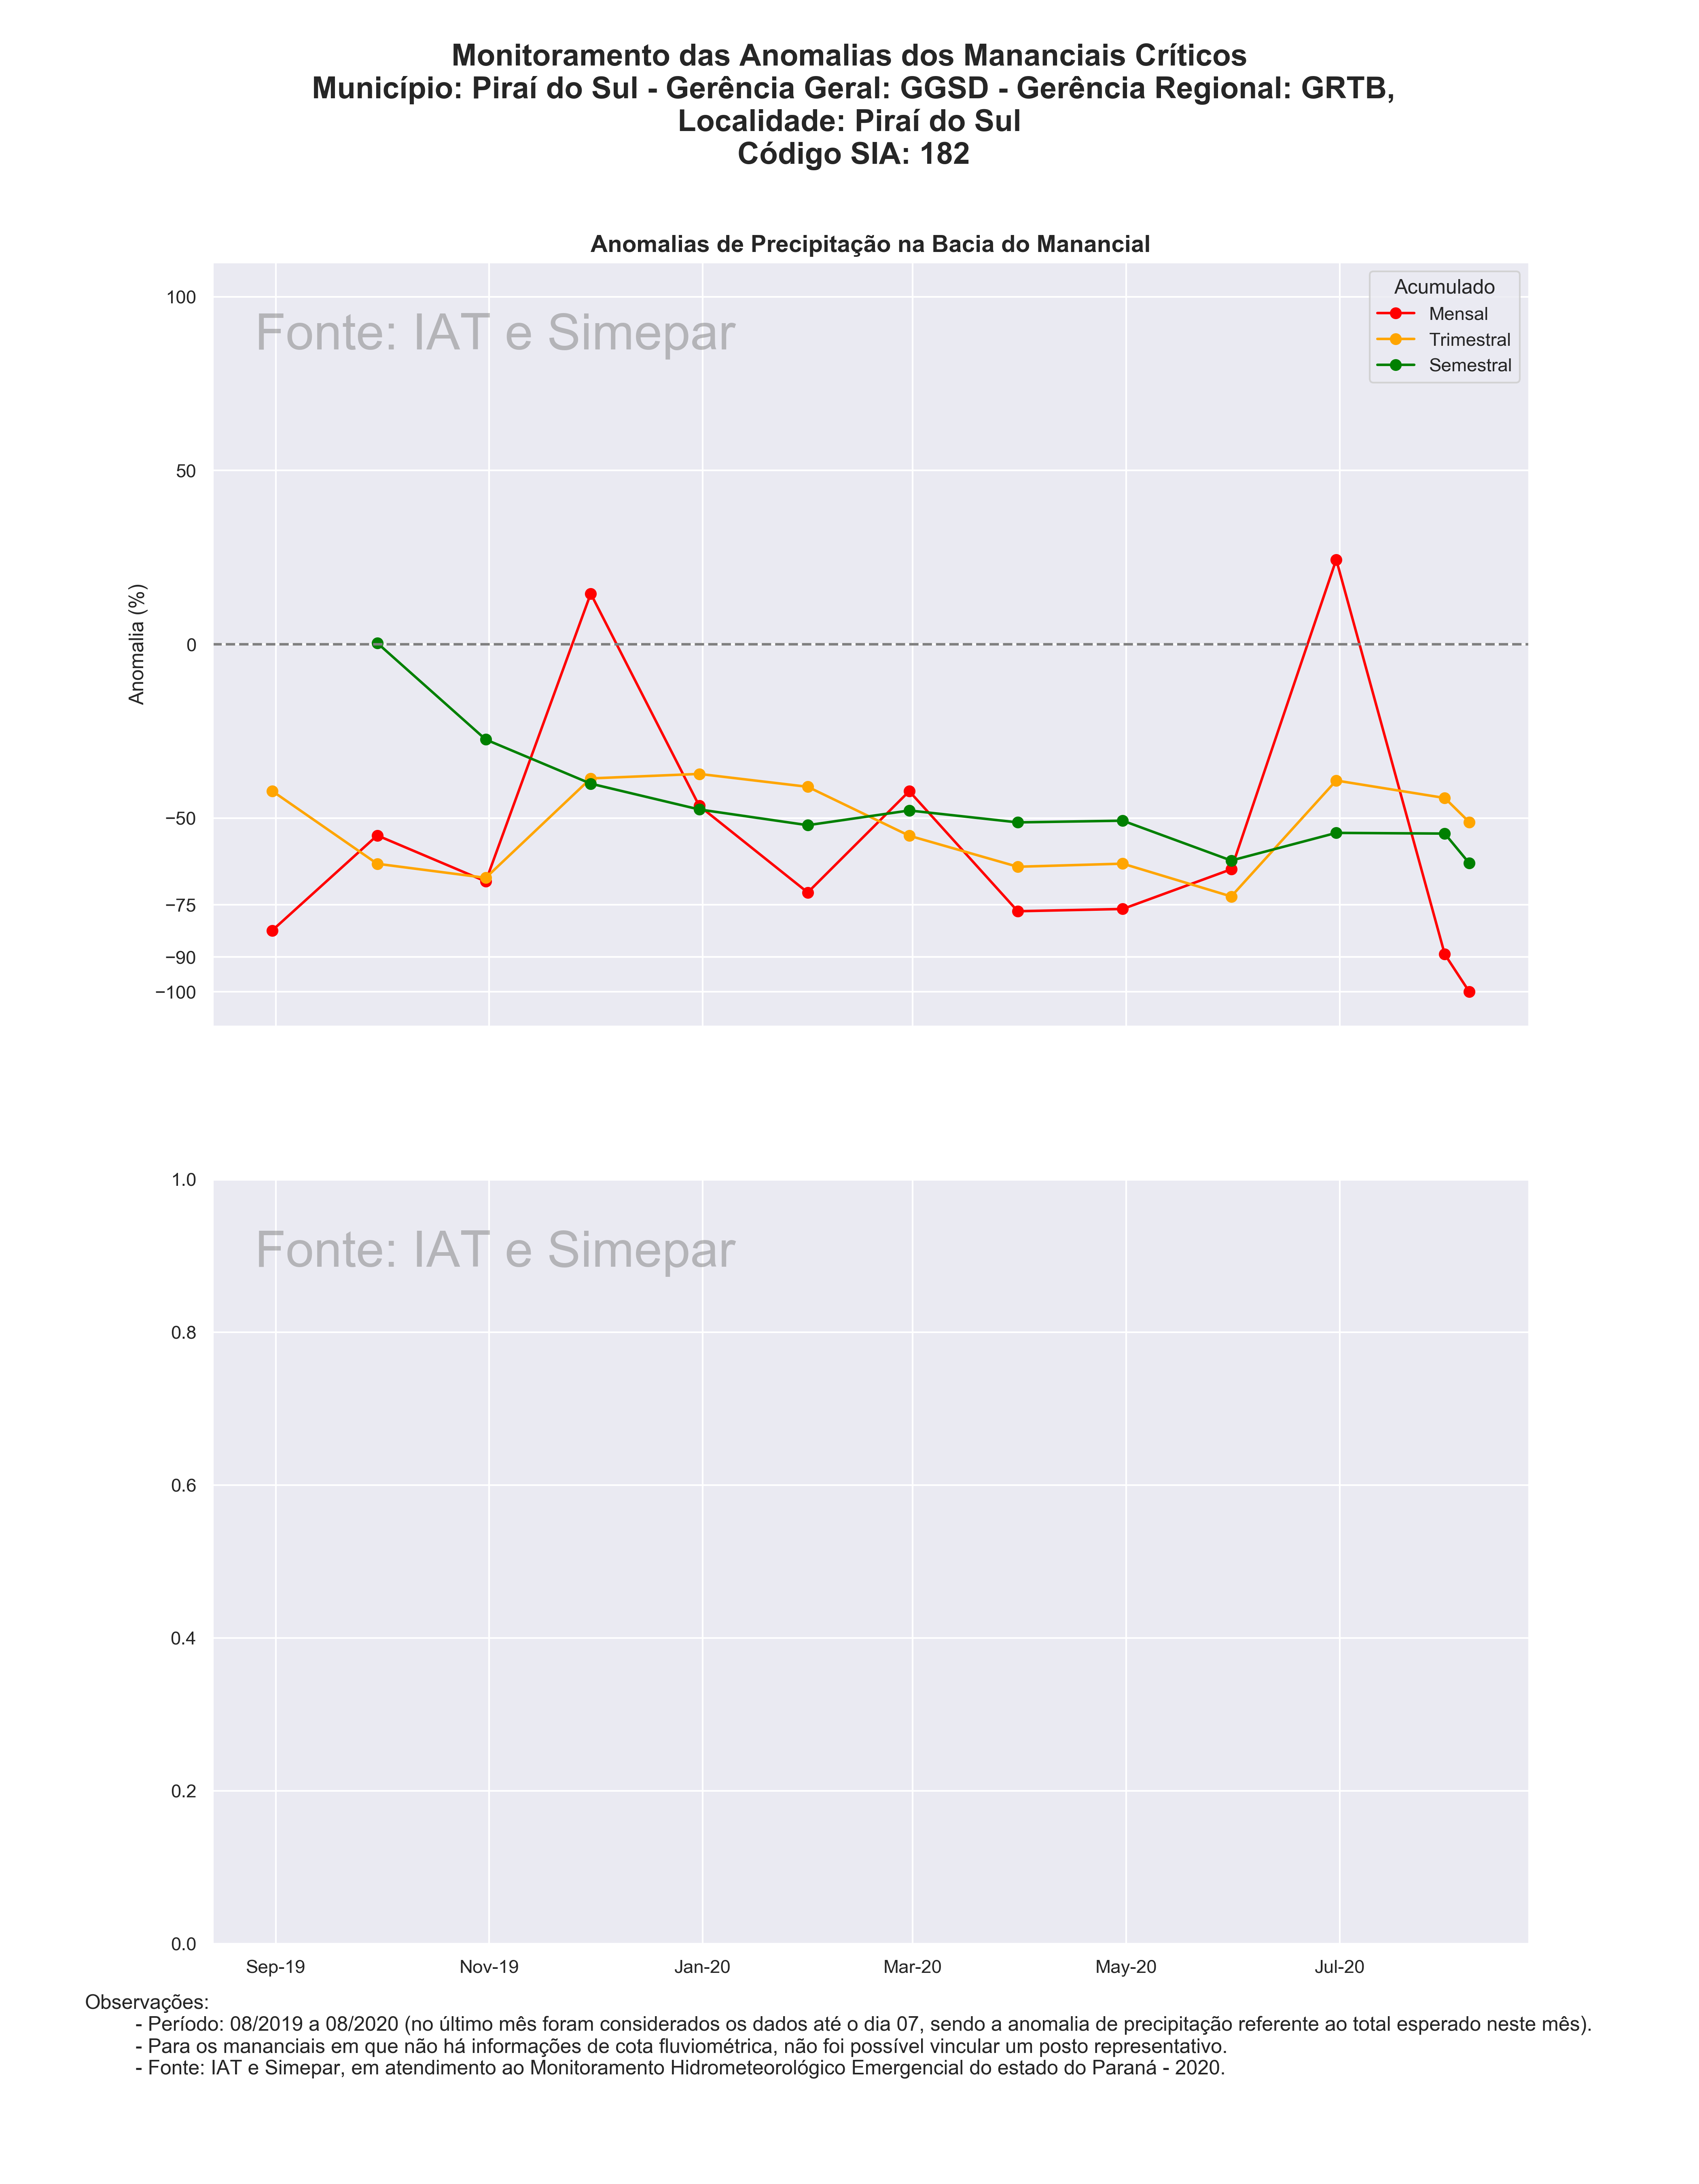 Monitoramento das Anomalias dos Mananciais Críticos
Município: Piraí do Sul - Gerência Geral: GGSD - Gerência Regional: GRTB,
Localidade: Piraí do Sul
Código SIA: 182
Anomalias de Precipitação na Bacia do Manancial
Fonte: IAT e Simepar
Acumulado
Mensal
Trimestral
Semestral
Anomalia (%)
100
50
0
−50
−75
−90
−100
Fonte: IAT e Simepar
1.0
0.8
0.6
0.4
0.2
0.0
Sep-19 Nov-19 Jan-20 Mar-20 May-20 Jul-20
Observações:
- Período: 08/2019 a 08/2020 (no último mês foram considerados os dados até o dia 07, sendo a anomalia de precipitação referente ao total esperado neste mês).
- Para os mananciais em que não há informações de cota fluviométrica, não foi possível vincular um posto representativo.
- Fonte: IAT e Simepar, em atendimento ao Monitoramento Hidrometeorológico Emergencial do estado do Paraná - 2020.